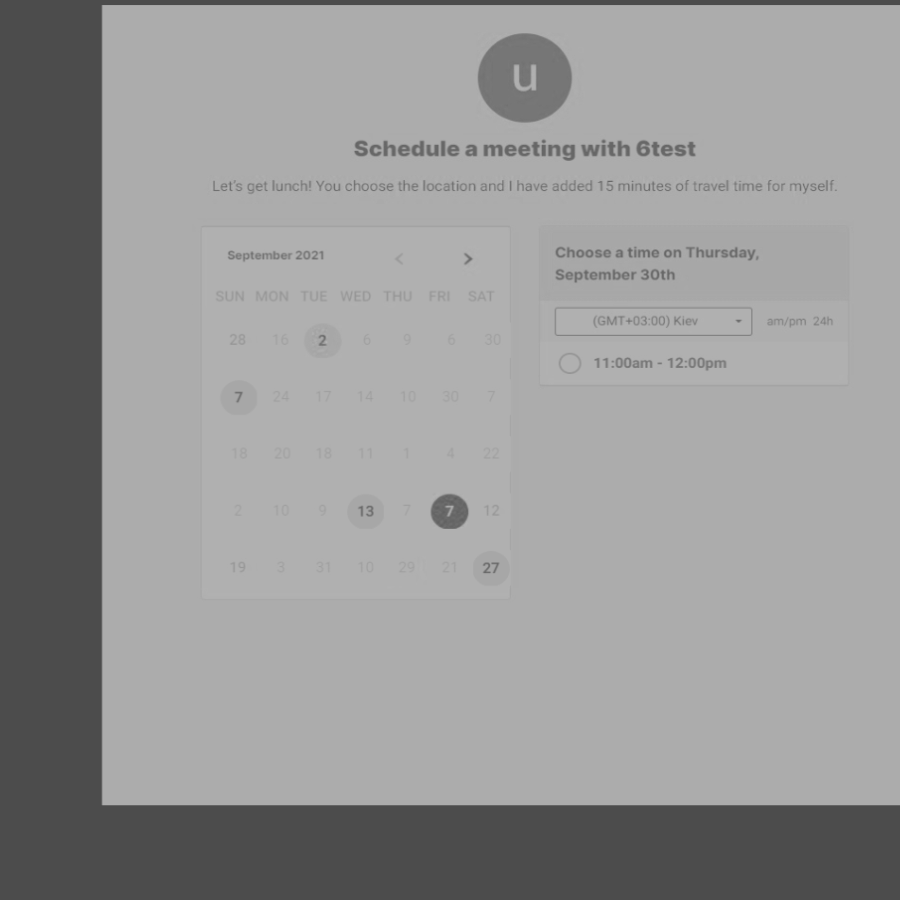 u
Schedule a meeting with 6test
Let's get lunch! You choose the location and I have added 15 minutes of travel time for myself.
September 2021
SUN MON TUE WED THU FRI SAT
28 16 2 6 9 6 30
7 24 17 14 10 30 7
18 20 18 11 1 4 22
2 10 9 13 7 7 12
19 3 31 10 29 21 27
Choose a time on Thursday,
September 30th
(GMT+03:00) Kiev am/pm 24h
11:00am - 12:00pm